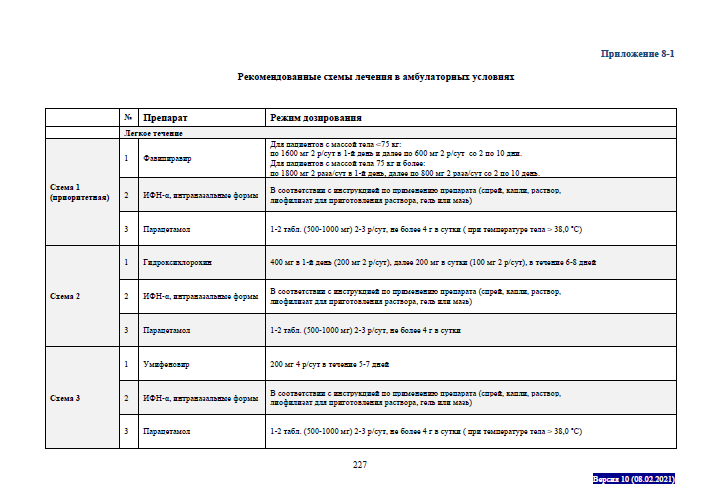 Приложение 8-1
Рекомендованные схемы лечения в амбулаторных условиях
№ Препарат Режим дозирования
Легкое течение
Схема 1 (приоритетная)
1 Фавипиравир
Для пациентов с массой тела <75 кг:
по 1600 мг 2 р/сут в 1-й день и далее по 600 мг 2 р/сут со 2 по 10 дни.
Для пациентов с массой тела 75 кг и более:
по 1800 мг 2 раза/сут в 1-й день, далее по 800 мг 2 раза/сут со 2 по 10 день.
2 ИФН-α, интраназальные формы
В соответствии с инструкцией по применению препарата (спрей, капли, раствор,
лиофилизат для приготовления раствора, гель или мазь)
3 Парацетамол 1-2 табл. (500-1000 мг) 2-3 р/сут, не более 4 г в сутки ( при температуре тела > 38,0 °C)
Схема 2
1 Гидроксихлорохин 400 мг в 1-й день (200 мг 2 р/сут), далее 200 мг в сутки (100 мг 2 р/сут), в течение 6-8 дней
2 ИФН-α, интраназальные формы
В соответствии с инструкцией по применению препарата (спрей, капли, раствор,
лиофилизат для приготовления раствора, гель или мазь)
3 Парацетамол 1-2 табл. (500-1000 мг) 2-3 р/сут, не более 4 г в сутки
Схема 3
1 Умифеновир 200 мг 4 р/сут в течение 5-7 дней
2 ИФН-α, интраназальные формы
В соответствии с инструкцией по применению препарата (спрей, капли, раствор,
лиофилизат для приготовления раствора, гель или мазь)
3 Парацетамол 1-2 табл. (500-1000 мг) 2-3 р/сут, не более 4 г в сутки ( при температуре тела > 38,0 °C)
227
Версия 10 (08.02.2021)